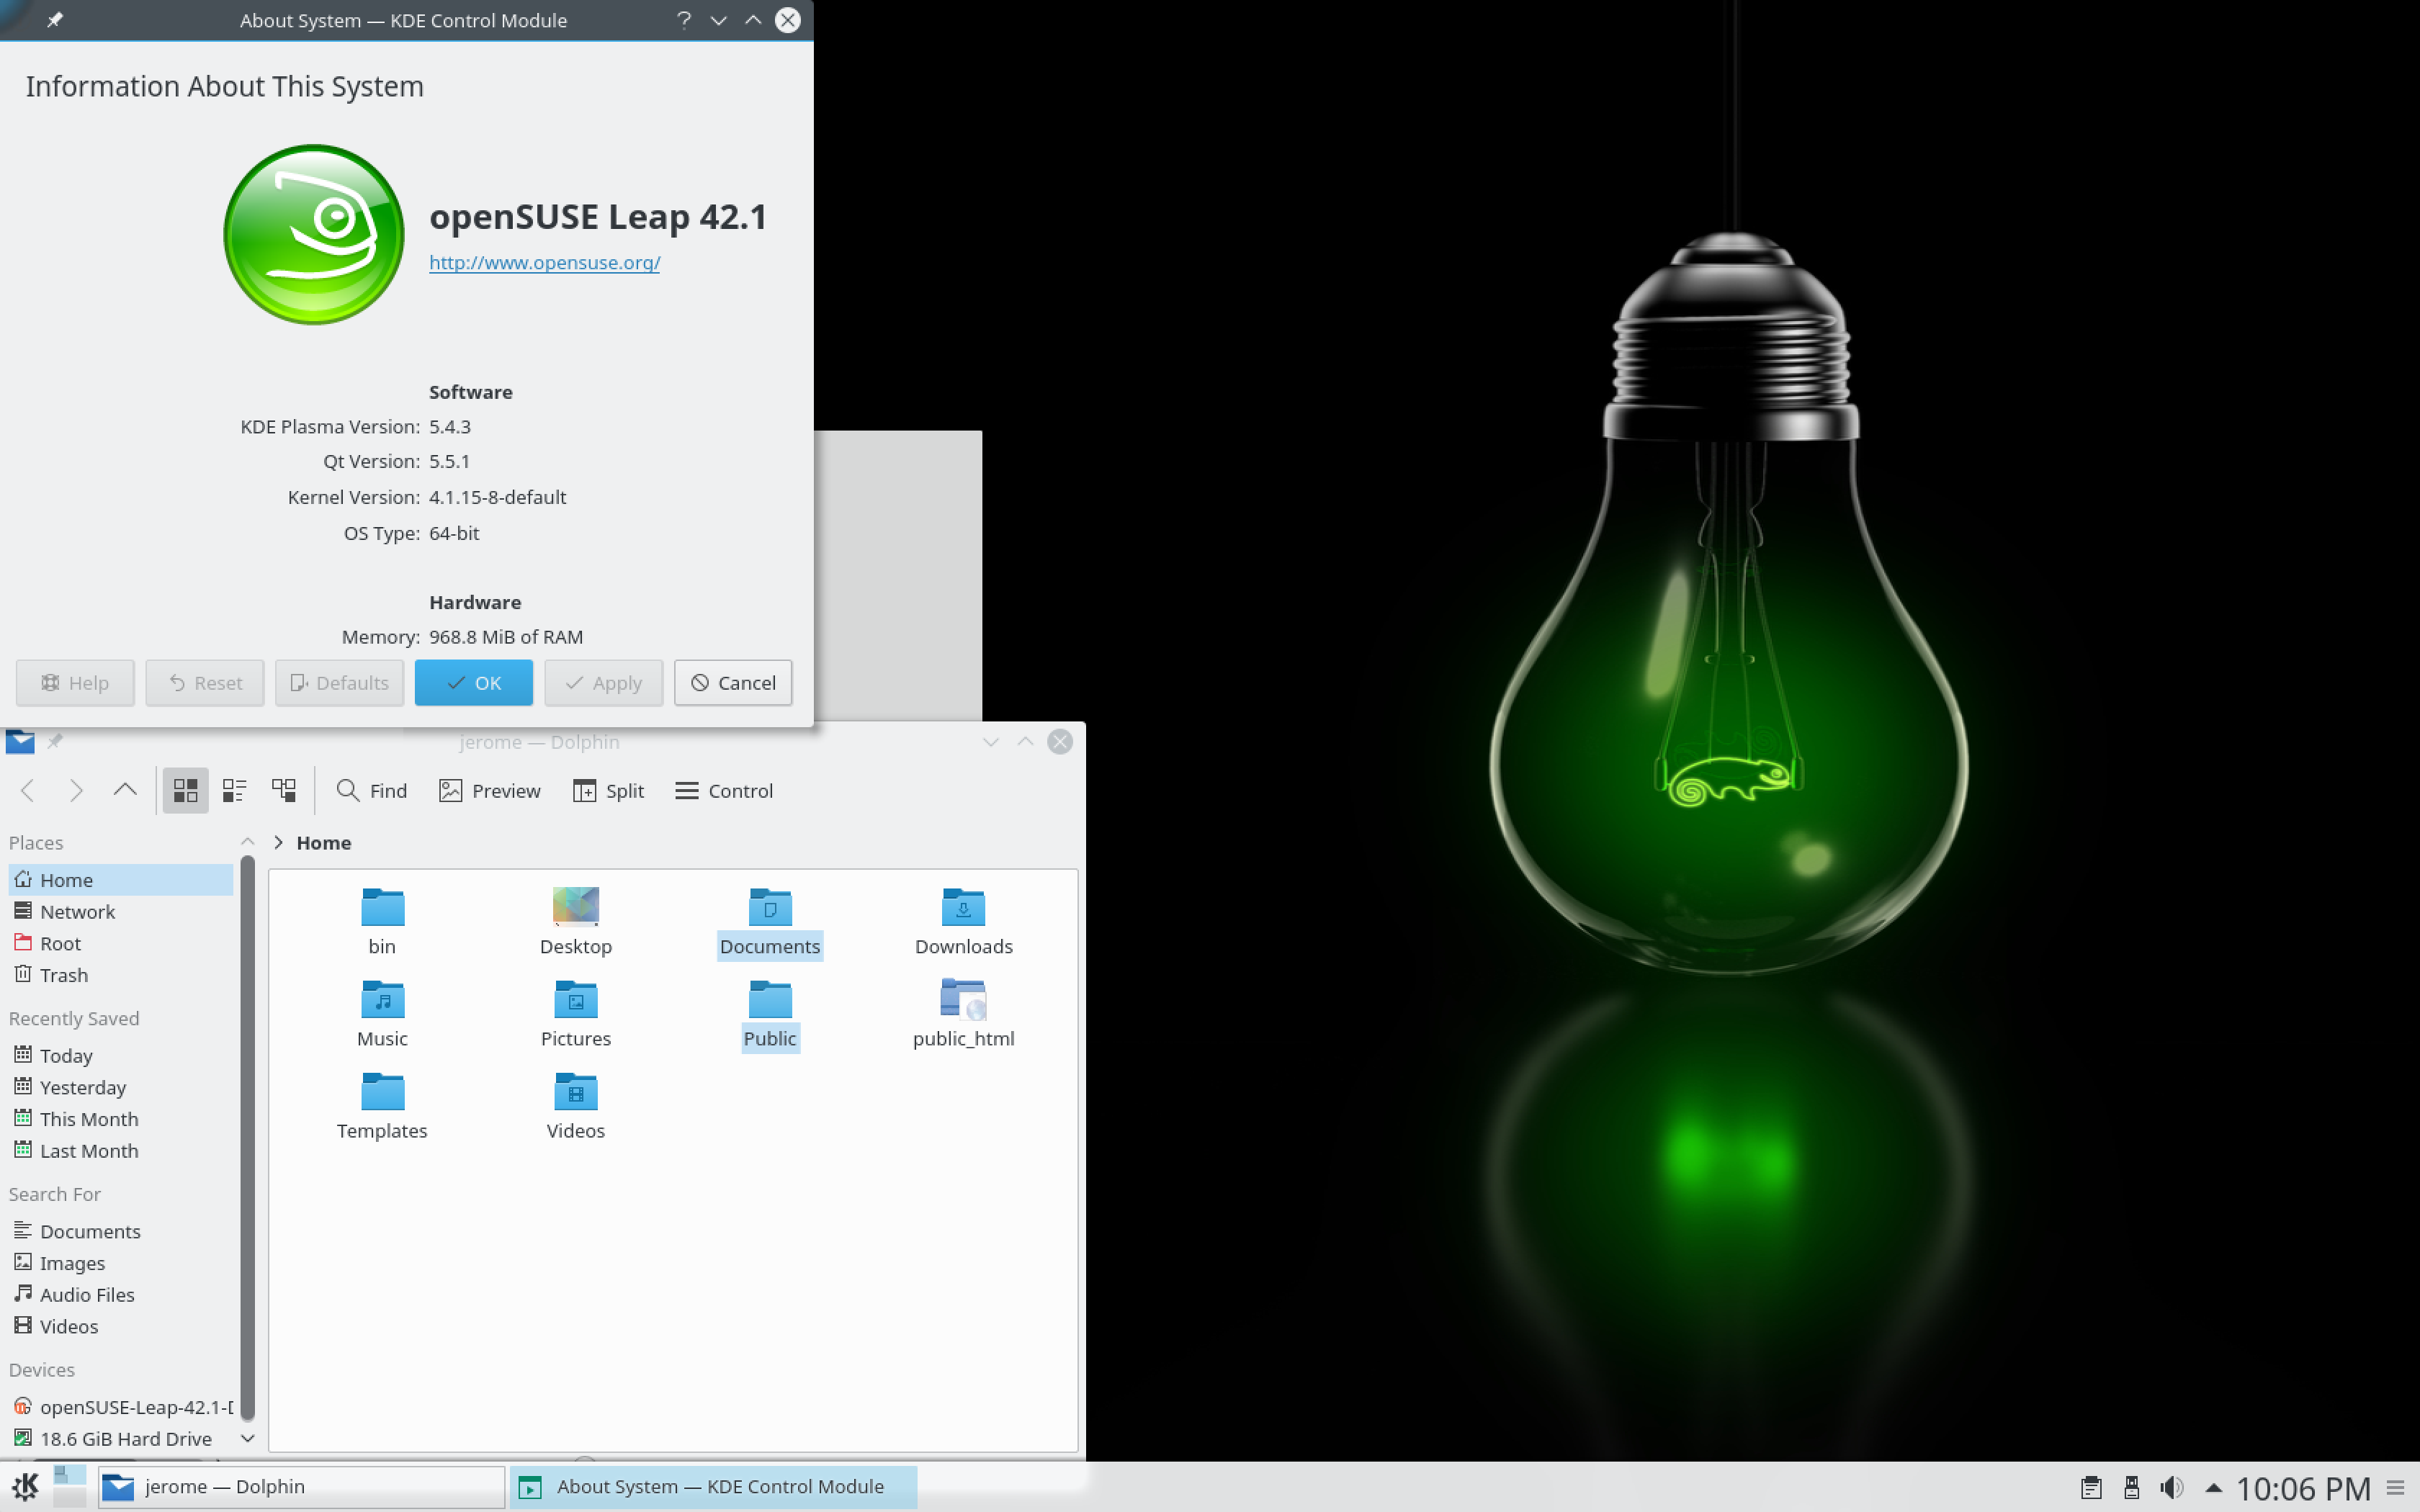 About System — KDE Control Module
Information About This System
openSUSE Leap 42.1
http://www.opensuse.org/
Software
KDE Plasma Version: 5.4.3
Qt Version: 5.5.1
Kernel Version: 4.1.15-8-default
OS Type: 64-bit
Hardware
Memory: 968.8 MiB of RAM
Help Reset Defaults OK Apply Cancel
jerome — Dolphin
Find Preview Split Control
Places
Home
Network
Root
Trash
Recently Saved
Today
Yesterday
This Month
Last Month
Search For
Documents
Images
Audio Files
Videos
Devices
openSUSE-Leap-42.1-
18.6 GiB Hard Drive
Home
bin Desktop Documents Downloads
Music Pictures Public public_html
Templates Videos
jerome — Dolphin About System — KDE Control Module 10:06 PM